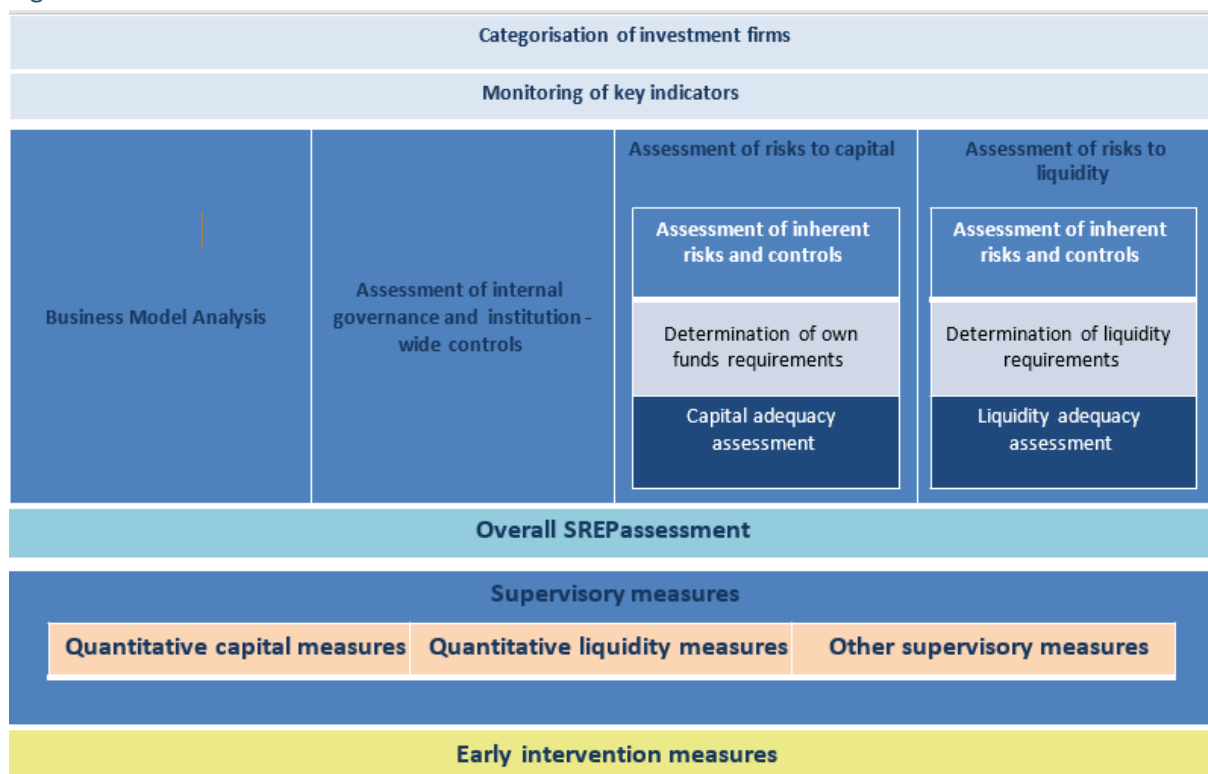 Categorisation of investment firms
Monitoring of key indicators
Business Model Analysis
Assessment of internal
governance and institution -
wide controls
Assessment of risks to capital
Assessment of inherent
risks and controls
Determination of own
funds requirements
Capital adequacy
assessment
Assessment of risks to
liquidity
Assessment of inherent
risks and controls
Determination of liquidity
requirements
Liquidity adequacy
assessment
Overall SREPassessment
Supervisory measures
Quantitative capital measures
Quantitative liquidity measures
Other supervisory measures
Early intervention measures